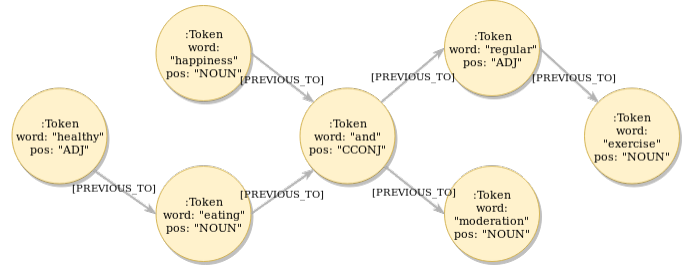 :Token
word:
"happiness"
pos: "NOUN"
:Token
word: "regular"
pos: "ADJ"
[PREVIOUS_TO]
[PREVIOUS_TO]
[PREVIOUS_TO]
:Token
word: "healthy"
pos: "ADJ"
:Token
word: "and"
pos: "CCONJ"
:Token
word:
"exercise"
pos: "NOUN"
[PREVIOUS_TO]
[PREVIOUS_TO]
[PREVIOUS_TO]
:Token
word: "eating"
pos: "NOUN"
:Token
word:
"moderation"
pos: "NOUN"